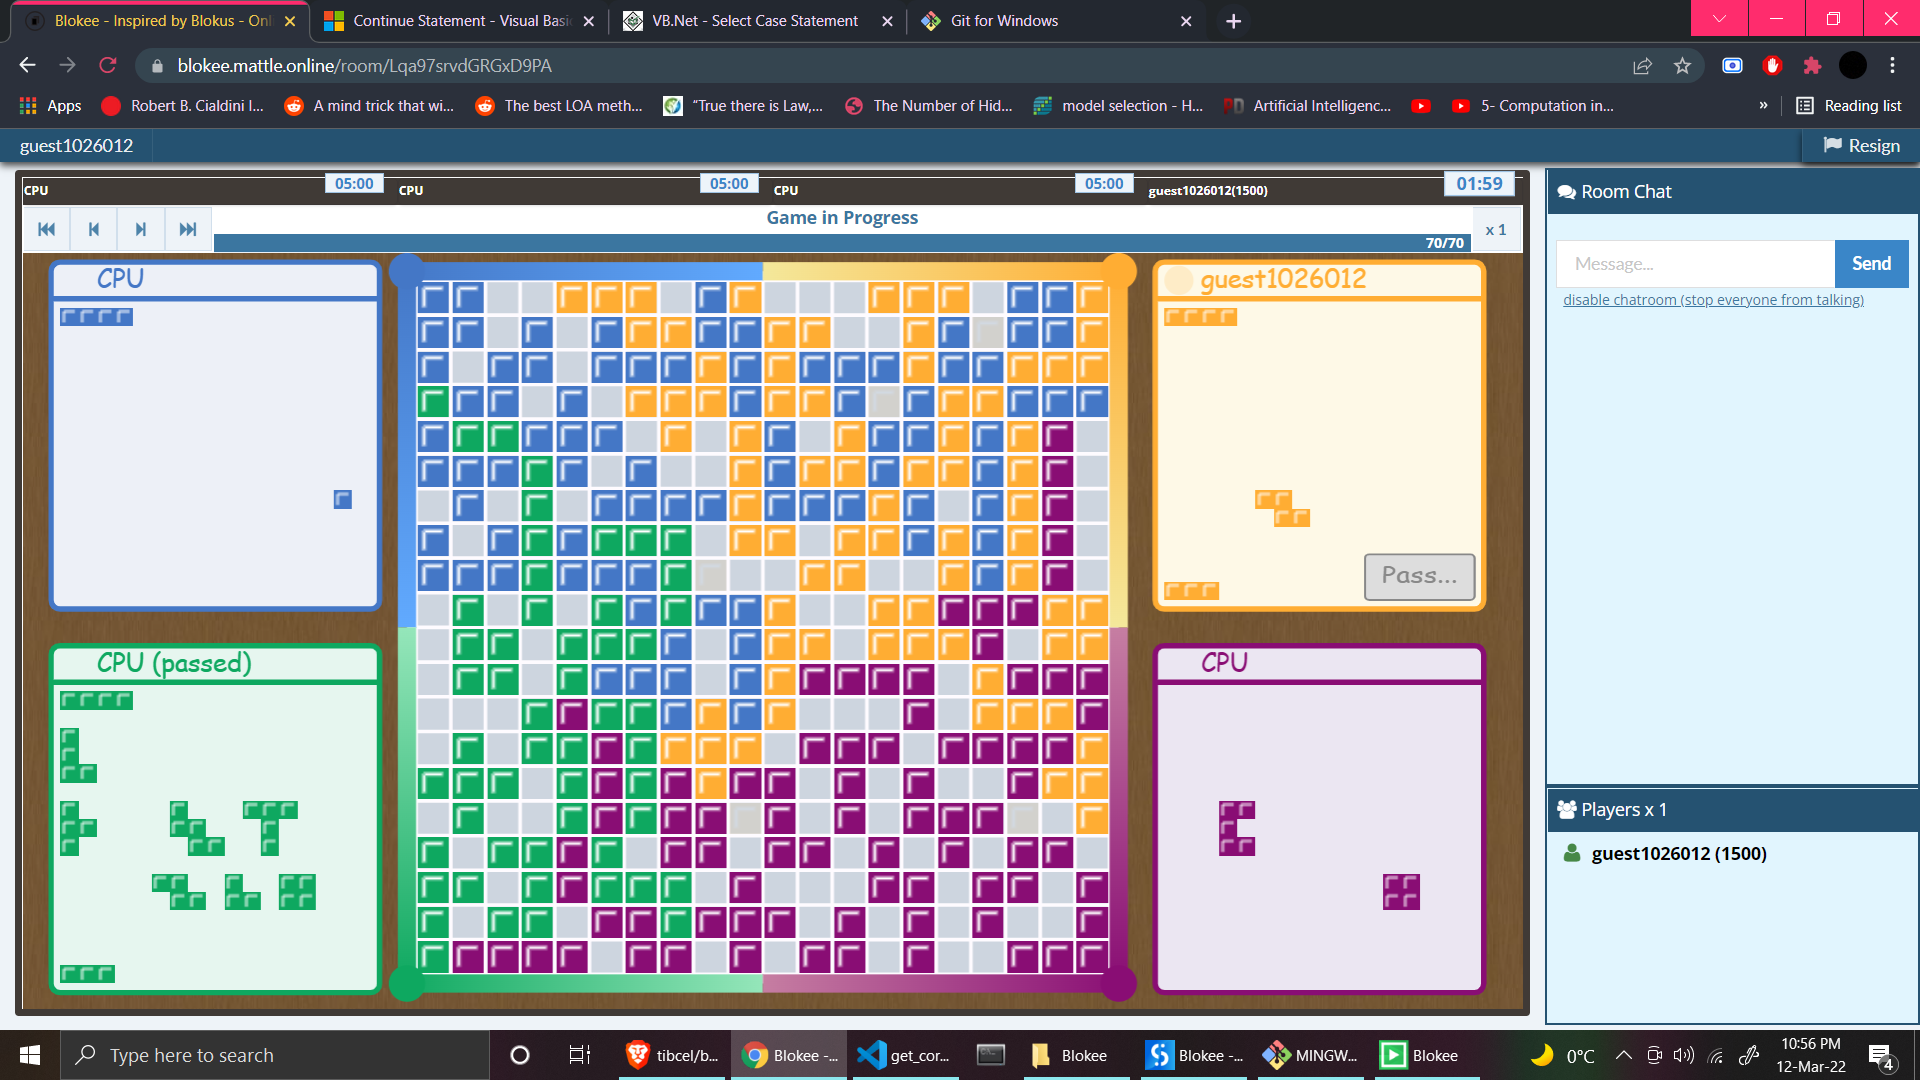 Blokee - Inspired by Blokus - Onl
Continue Statement - Visual Basi
VB.Net - Select Case Statement
Git for Windows
blokee.mattle.online/room/Lqa97srvdGRGxD9PA
Apps
Robert B. Cialdini I...
A mind trick that wi...
The best LOA meth...
“True there is Law,...
The Number of Hid...
model selection - H...
Artificial Intelligenc...
5- Computation in...
»
Reading list
guest1026012
Resign
CPU 05:00
CPU 05:00
CPU 05:00
guest1026012(1500) 01:59
Game in Progress
70/70
x 1
CPU
guest1026012
Pass...
CPU (passed)
CPU
Room Chat
Message...
Send
disable chatroom (stop everyone from talking)
Players x 1
guest1026012 (1500)
Type here to search
tibcel/b...
Blokee -...
get_cor...
Blokee
Blokee -...
MINGW...
Blokee
0°C
10:56 PM
12-Mar-22
4